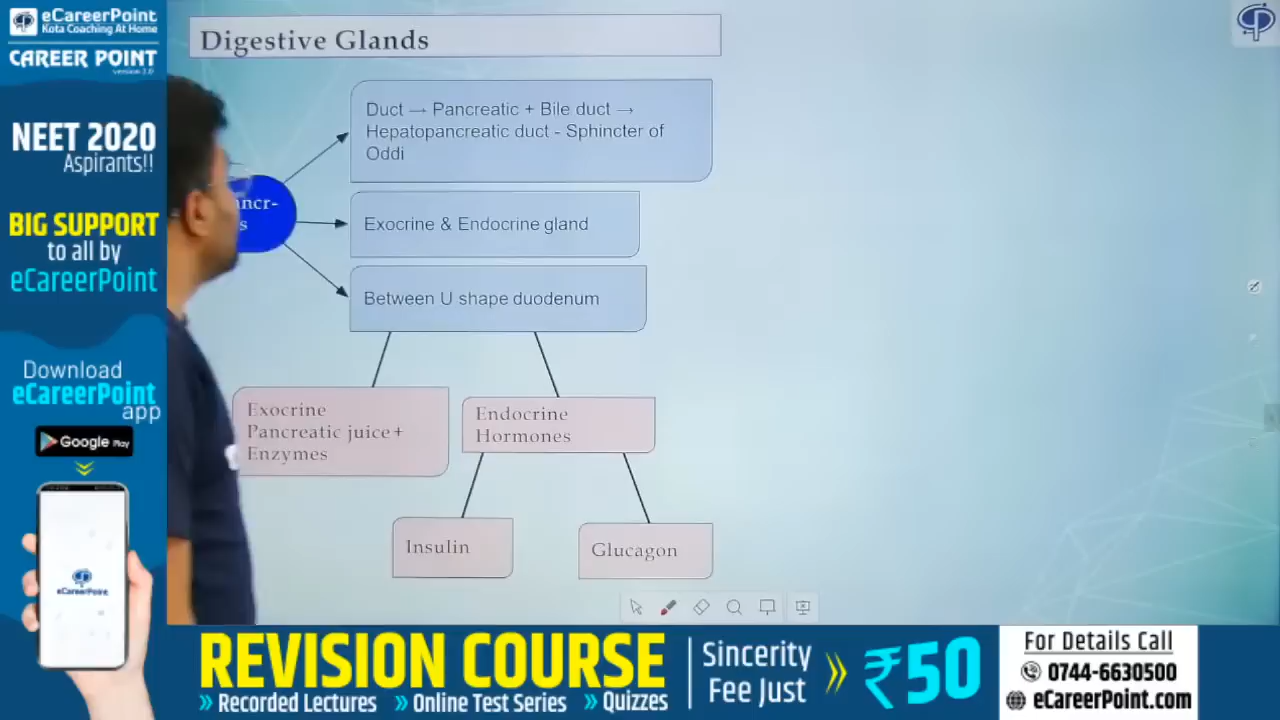 eCareerPoint
Kota Coaching At Home
CAREER POINT
version 2.0
NEET 2020
Aspirants!!
BIG SUPPORT
to all by
eCareerPoint
Download
eCareerPoint
app
Google Play
eCareerPoint
Digestive Glands
Duct → Pancreatic + Bile duct →
Hepatopancreatic duct - Sphincter of
Oddi
ncr-
s
Exocrine & Endocrine gland
Between U shape duodenum
Exocrine
Pancreatic juice+
Enzymes
Endocrine
Hormones
Insulin
Glucagon
REVISION COURSE
» Recorded Lectures » Online Test Series » Quizzes
Sincerity
Fee Just
» ₹50
For Details Call
0744-6630500
eCareerPoint.com